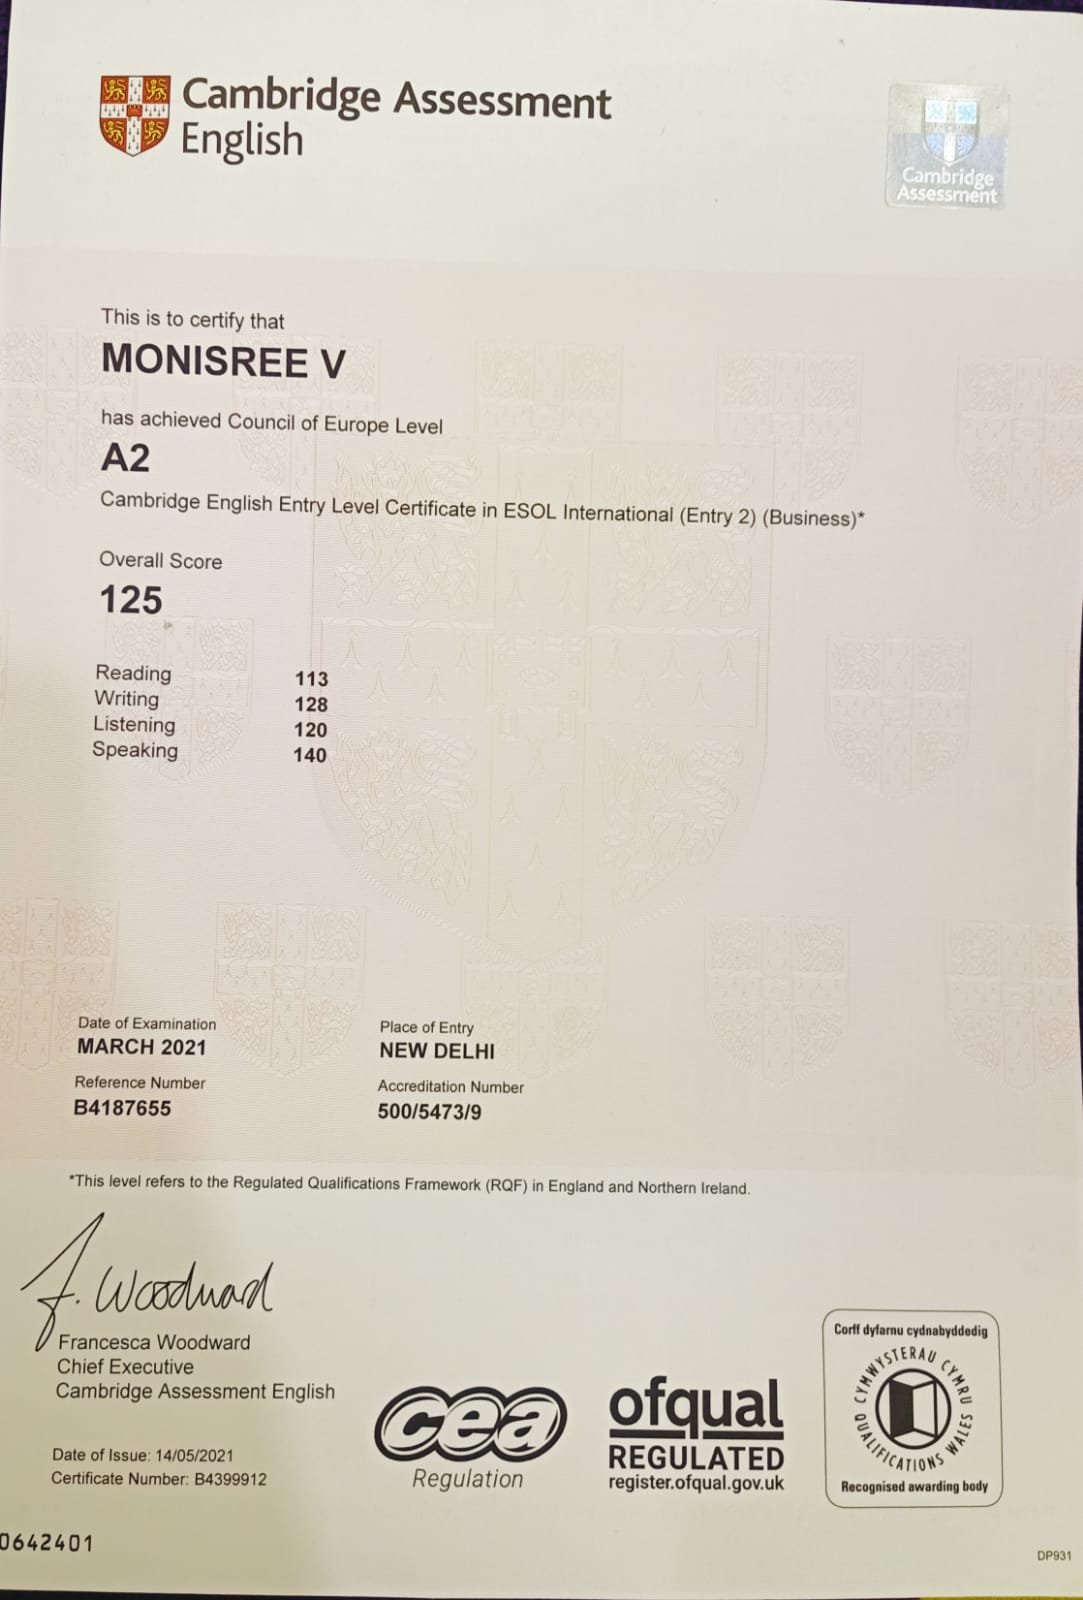 Cambridge Assessment
English
Cambridge
Assessment
This is to certify that
MONISREE V
has achieved Council of Europe Level
A2
Cambridge English Entry Level Certificate in ESOL International (Entry 2) (Business)*
Overall Score
125
Reading 113
Writing 128
Listening 120
Speaking 140
Date of Examination
MARCH 2021
Place of Entry
NEW DELHI
Reference Number
B4187655
Accreditation Number
500/5473/9
*This level refers to the Regulated Qualifications Framework (RQF) in England and Northern Ireland.
F. Woodward
Francesca Woodward
Chief Executive
Cambridge Assessment English
Date of Issue: 14/05/2021
Certificate Number: B4399912
cea
Regulation
ofqual
REGULATED
register.ofqual.gov.uk
Corff dyfarnu cydnabyddedig
CYMWYSTERAU CYMRU
QUALIFICATIONS WALES
Recognised awarding body
0642401
DP931